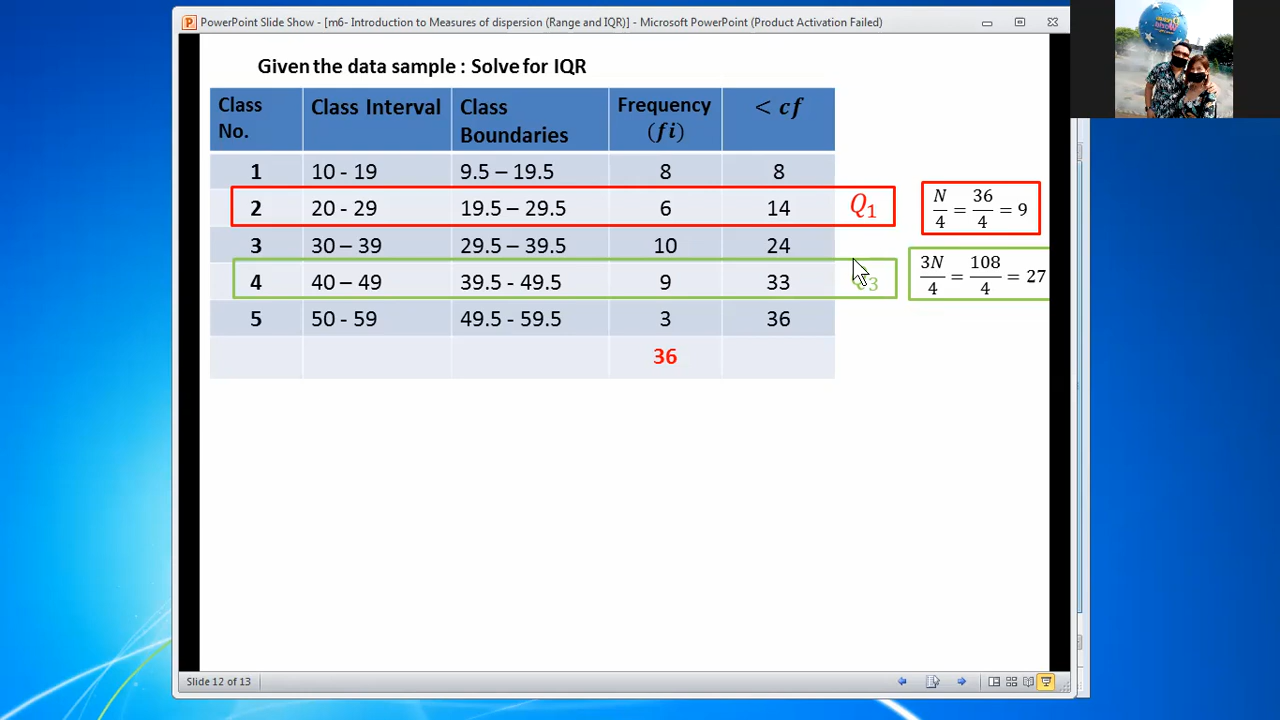 PowerPoint Slide Show - [m6- Introduction to Measures of dispersion (Range and IQR)] - Microsoft PowerPoint (Product Activation Failed)
Given the data sample : Solve for IQR
Class No. Class Interval Class Boundaries Frequency (fi) < cf
1 10 - 19 9.5 – 19.5 8 8
2 20 - 29 19.5 – 29.5 6 14 Q₁
N/4 = 36/4 = 9
3 30 – 39 29.5 – 39.5 10 24
4 40 – 49 39.5 - 49.5 9 33 Q₃
3N/4 = 108/4 = 27
5 50 - 59 49.5 - 59.5 3 36
36
Slide 12 of 13